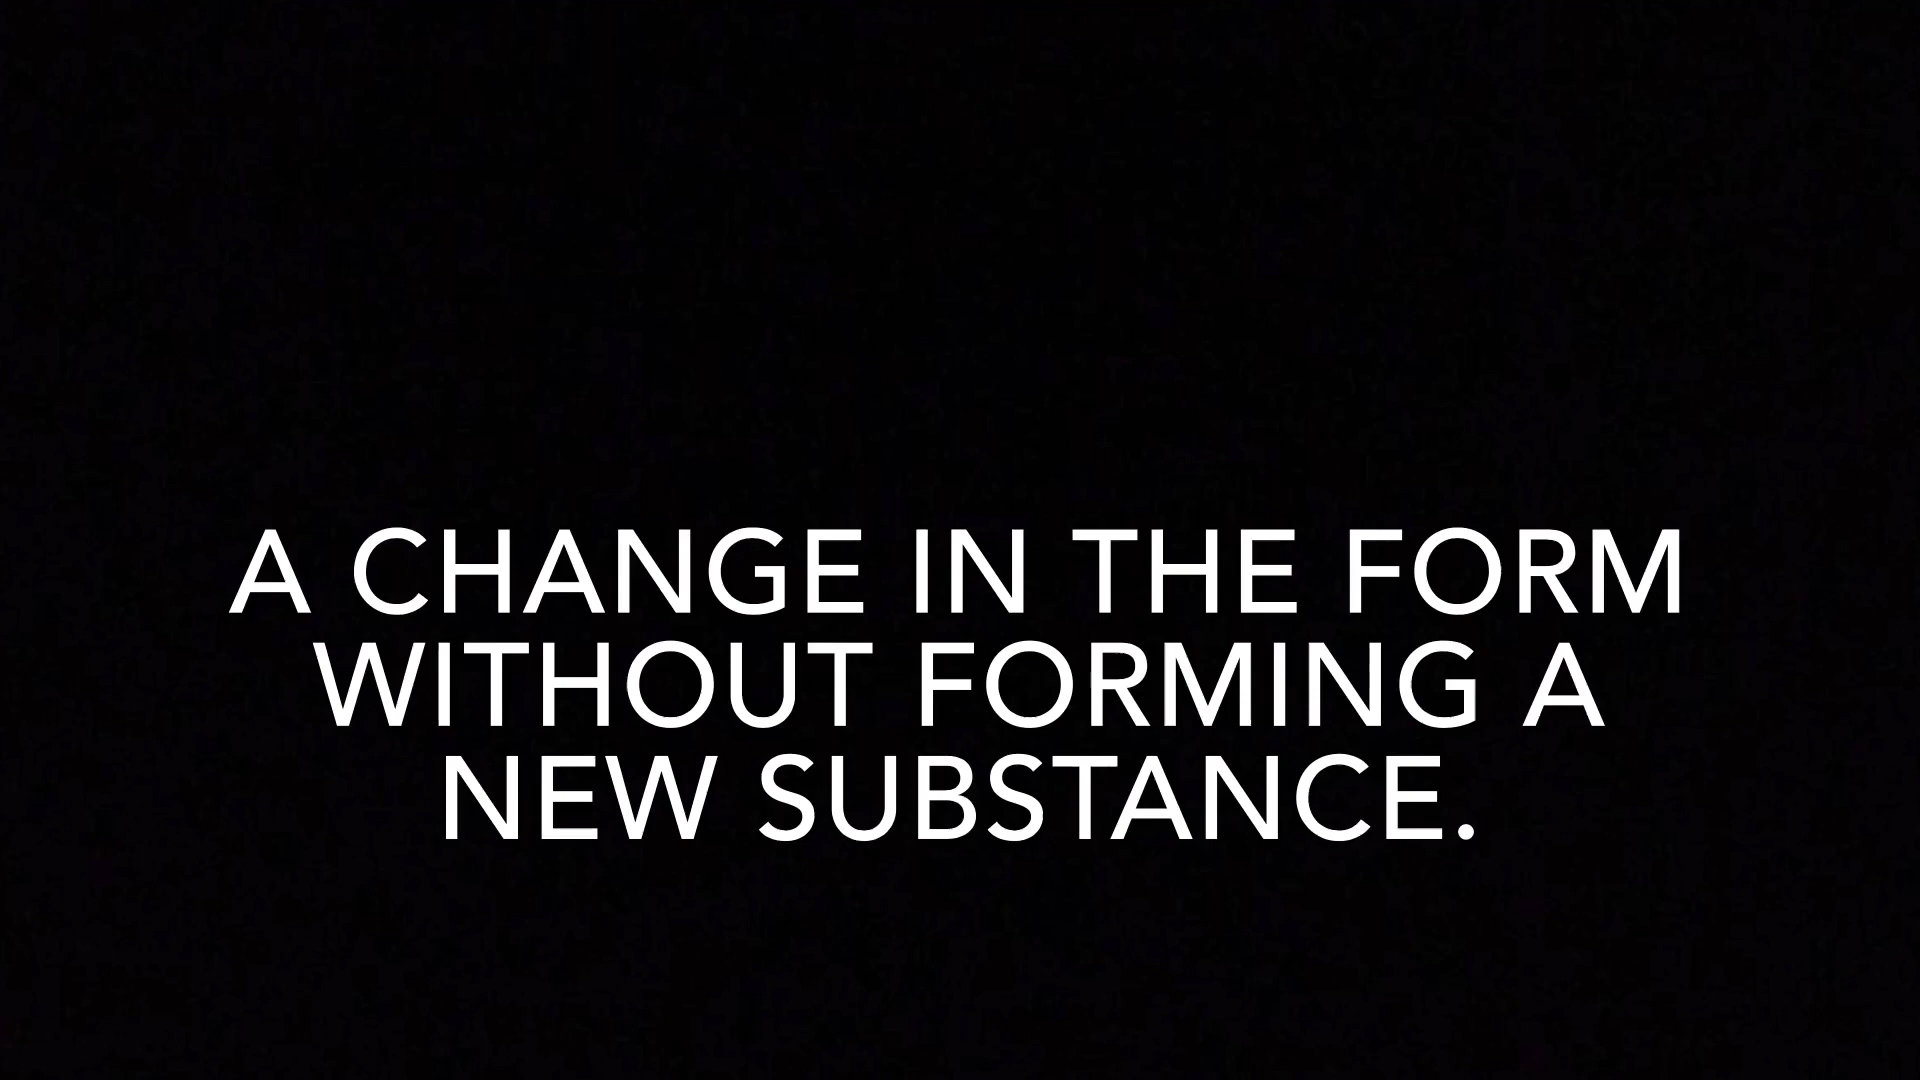 A CHANGE IN THE FORM
WITHOUT FORMING A
NEW SUBSTANCE.